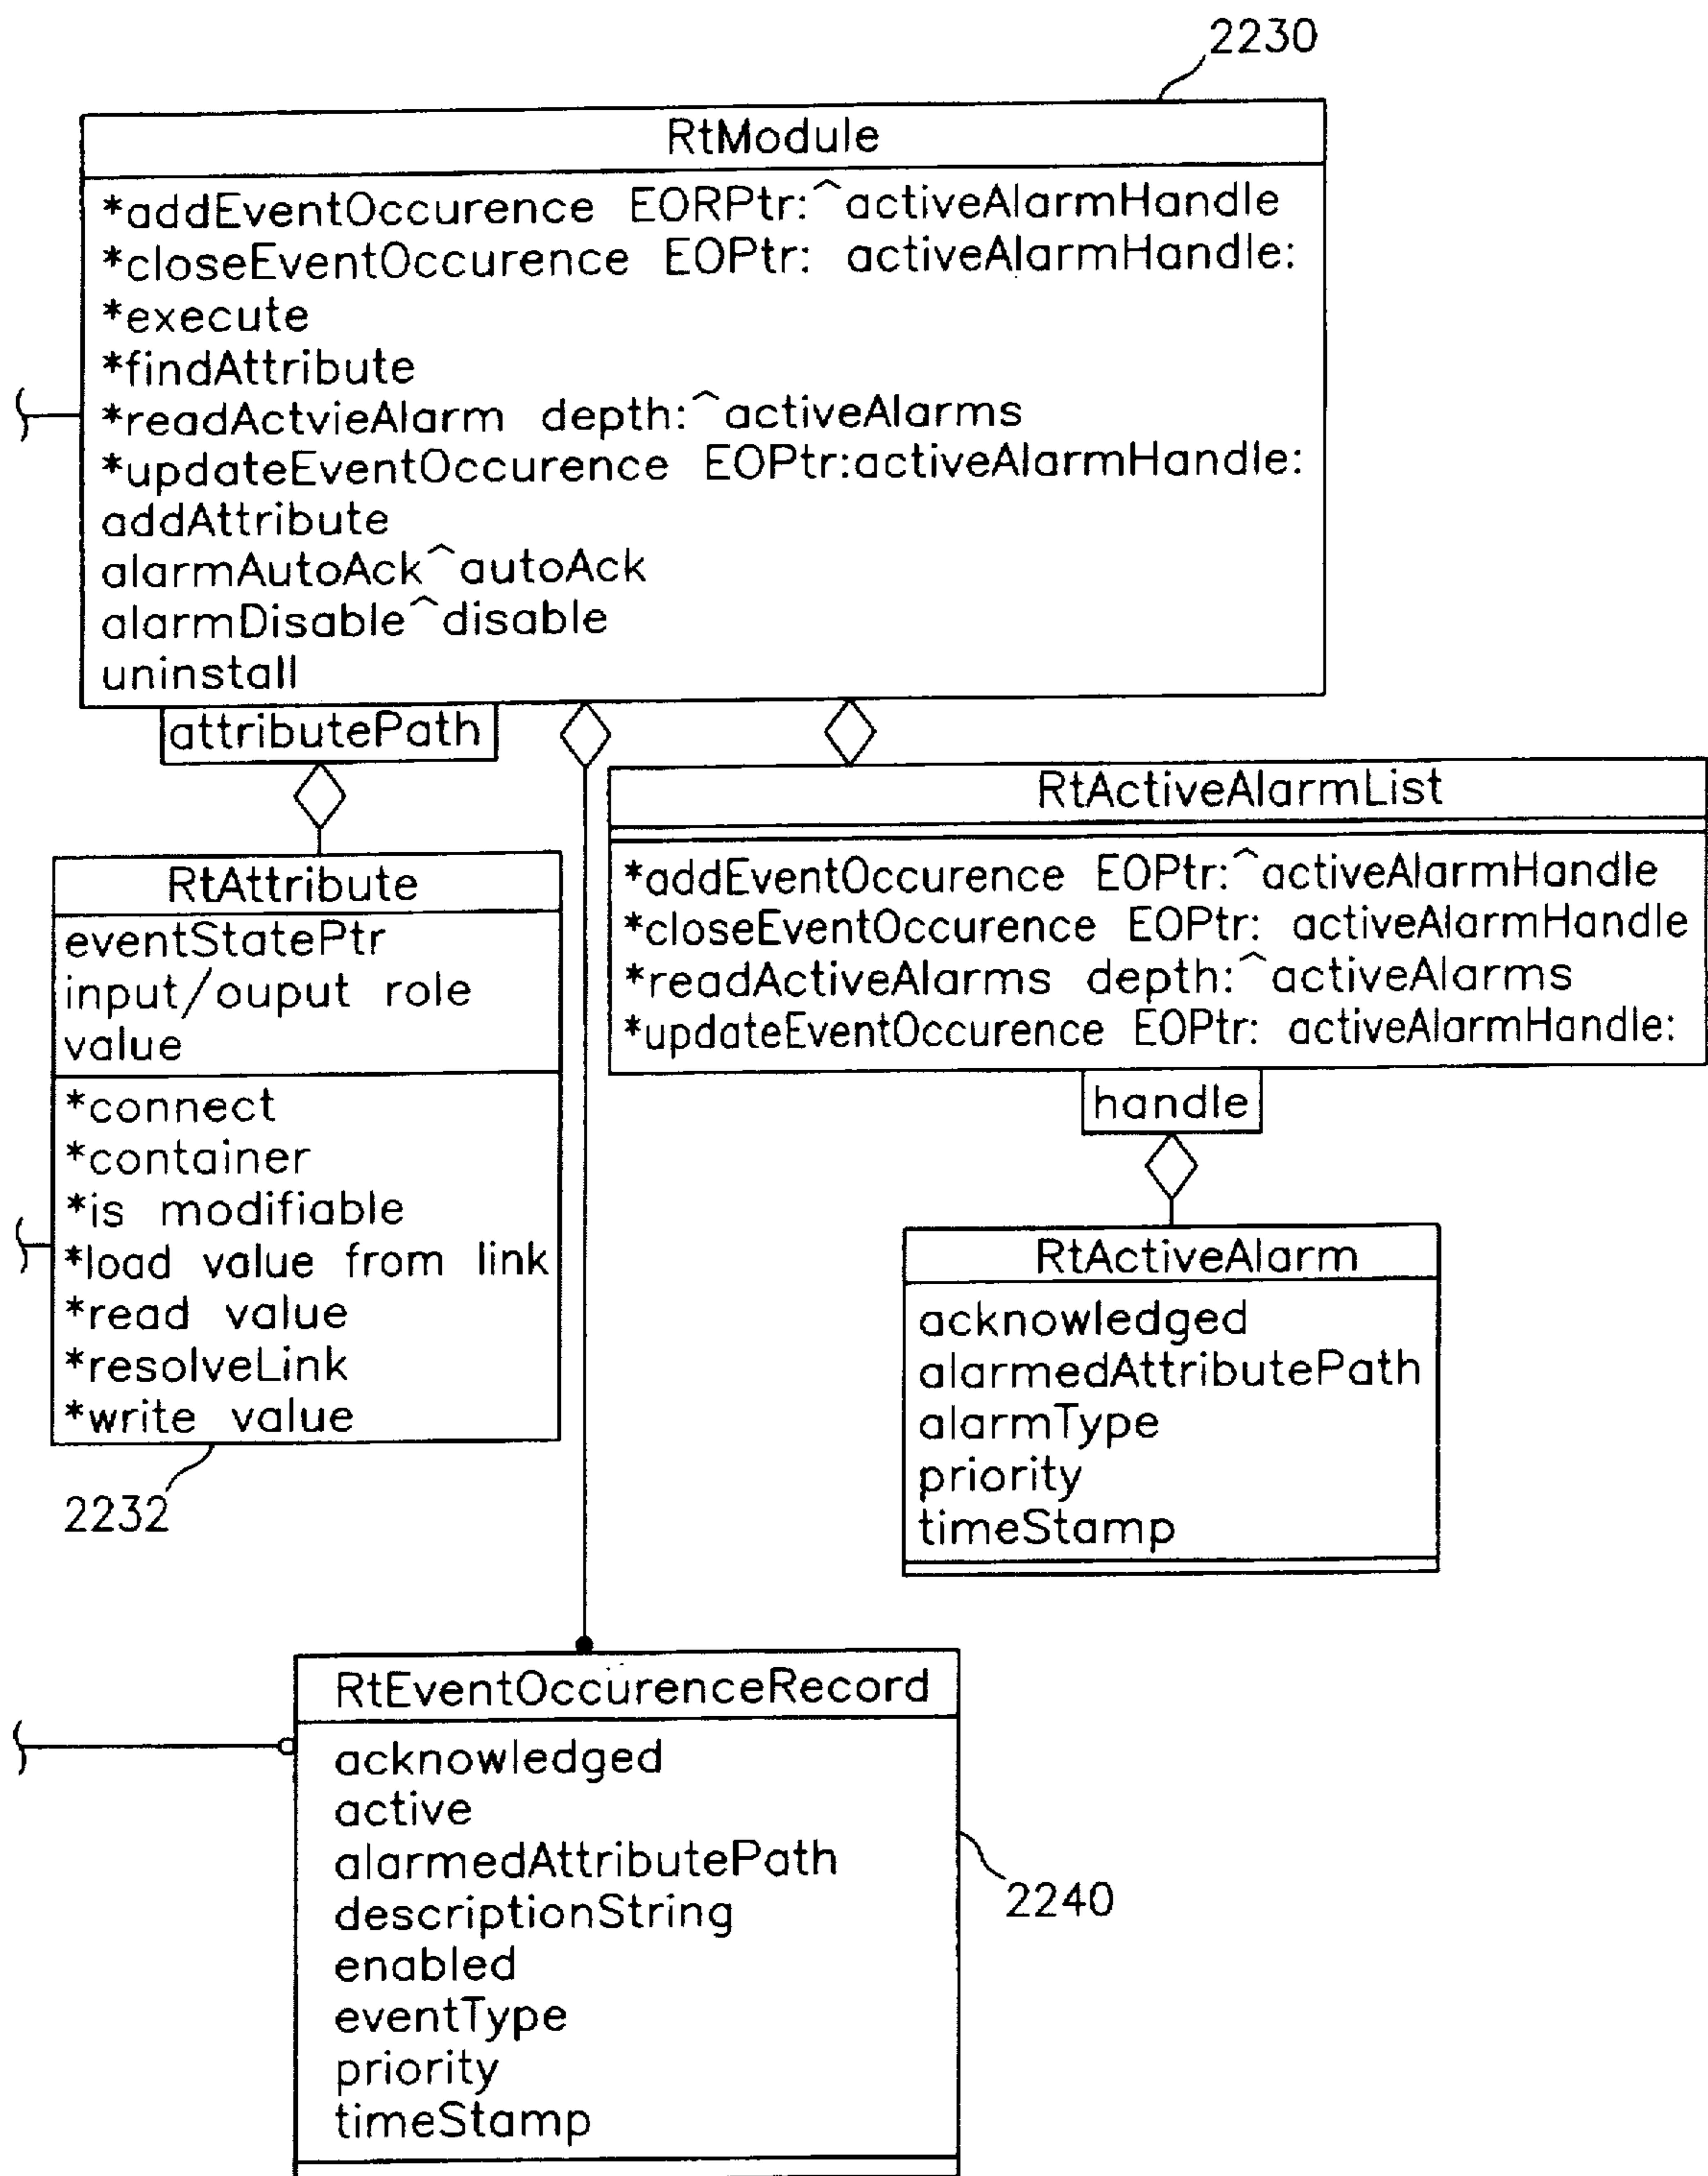 2230
RtModule
*addEventOccurence EORPtr:^activeAlarmHandle
*closeEventOccurence EOPtr: activeAlarmHandle:
*execute
*findAttribute
*readActvieAlarm depth:^activeAlarms
*updateEventOccurence EOPtr:activeAlarmHandle:
addAttribute
alarmAutoAck^autoAck
alarmDisable^disable
uninstall
attributePath
RtActiveAlarmList
*addEventOccurence EOPtr:^activeAlarmHandle
*closeEventOccurence EOPtr: activeAlarmHandle
*readActiveAlarms depth:^activeAlarms
*updateEventOccurence EOPtr: activeAlarmHandle:
handle
RtAttribute
eventStatePtr
input/ouput role
value
*connect
*container
*is modifiable
*load value from link
*read value
*resolveLink
*write value
2232
RtActiveAlarm
acknowledged
alarmedAttributePath
alarmType
priority
timeStamp
RtEventOccurenceRecord
acknowledged
active
alarmedAttributePath
descriptionString
enabled
eventType
priority
timeStamp
2240